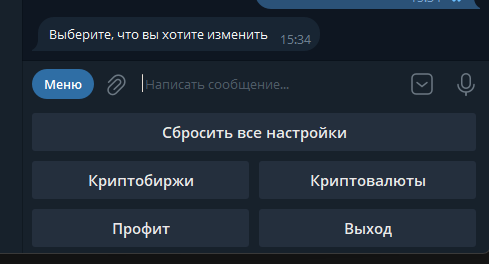 Выберите, что вы хотите изменить
15:34
Меню
Написать сообщение...
Сбросить все настройки
Криптобиржи
Криптовалюты
Профит
Выход